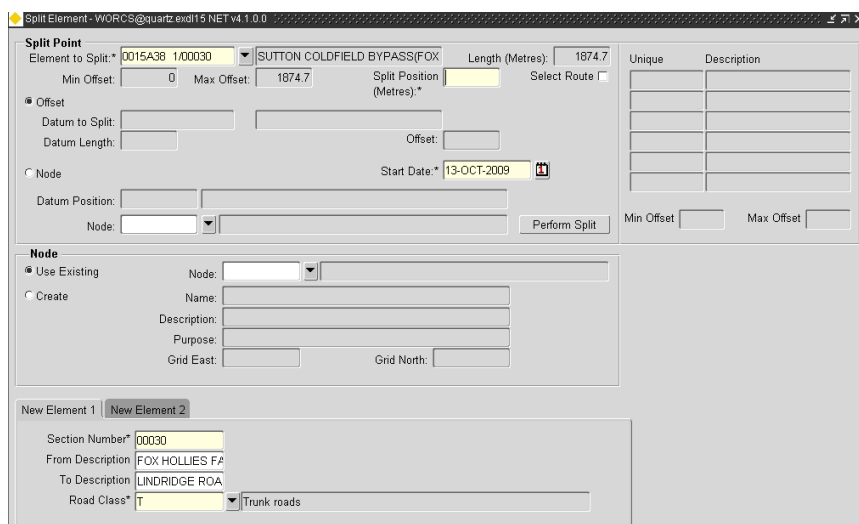 Split Element - WORCS@quartz.exdl15 NET v4.1.0.0
Split Point
Element to Split:* 0015A38 1/00030 SUTTON COLDFIELD BYPASS(FOX Length (Metres): 1874.7
Min Offset: 0 Max Offset: 1874.7 Split Position (Metres):* Select Route
Offset
Datum to Split:
Datum Length: Offset:
Node Start Date:* 13-OCT-2009
Datum Position:
Node: Perform Split
Unique Description
Min Offset Max Offset
Node
Use Existing Node:
Create Name:
Description:
Purpose:
Grid East: Grid North:
New Element 1 New Element 2
Section Number* 00030
From Description FOX HOLLIES FA
To Description LINDRIDGE ROA
Road Class* T Trunk roads